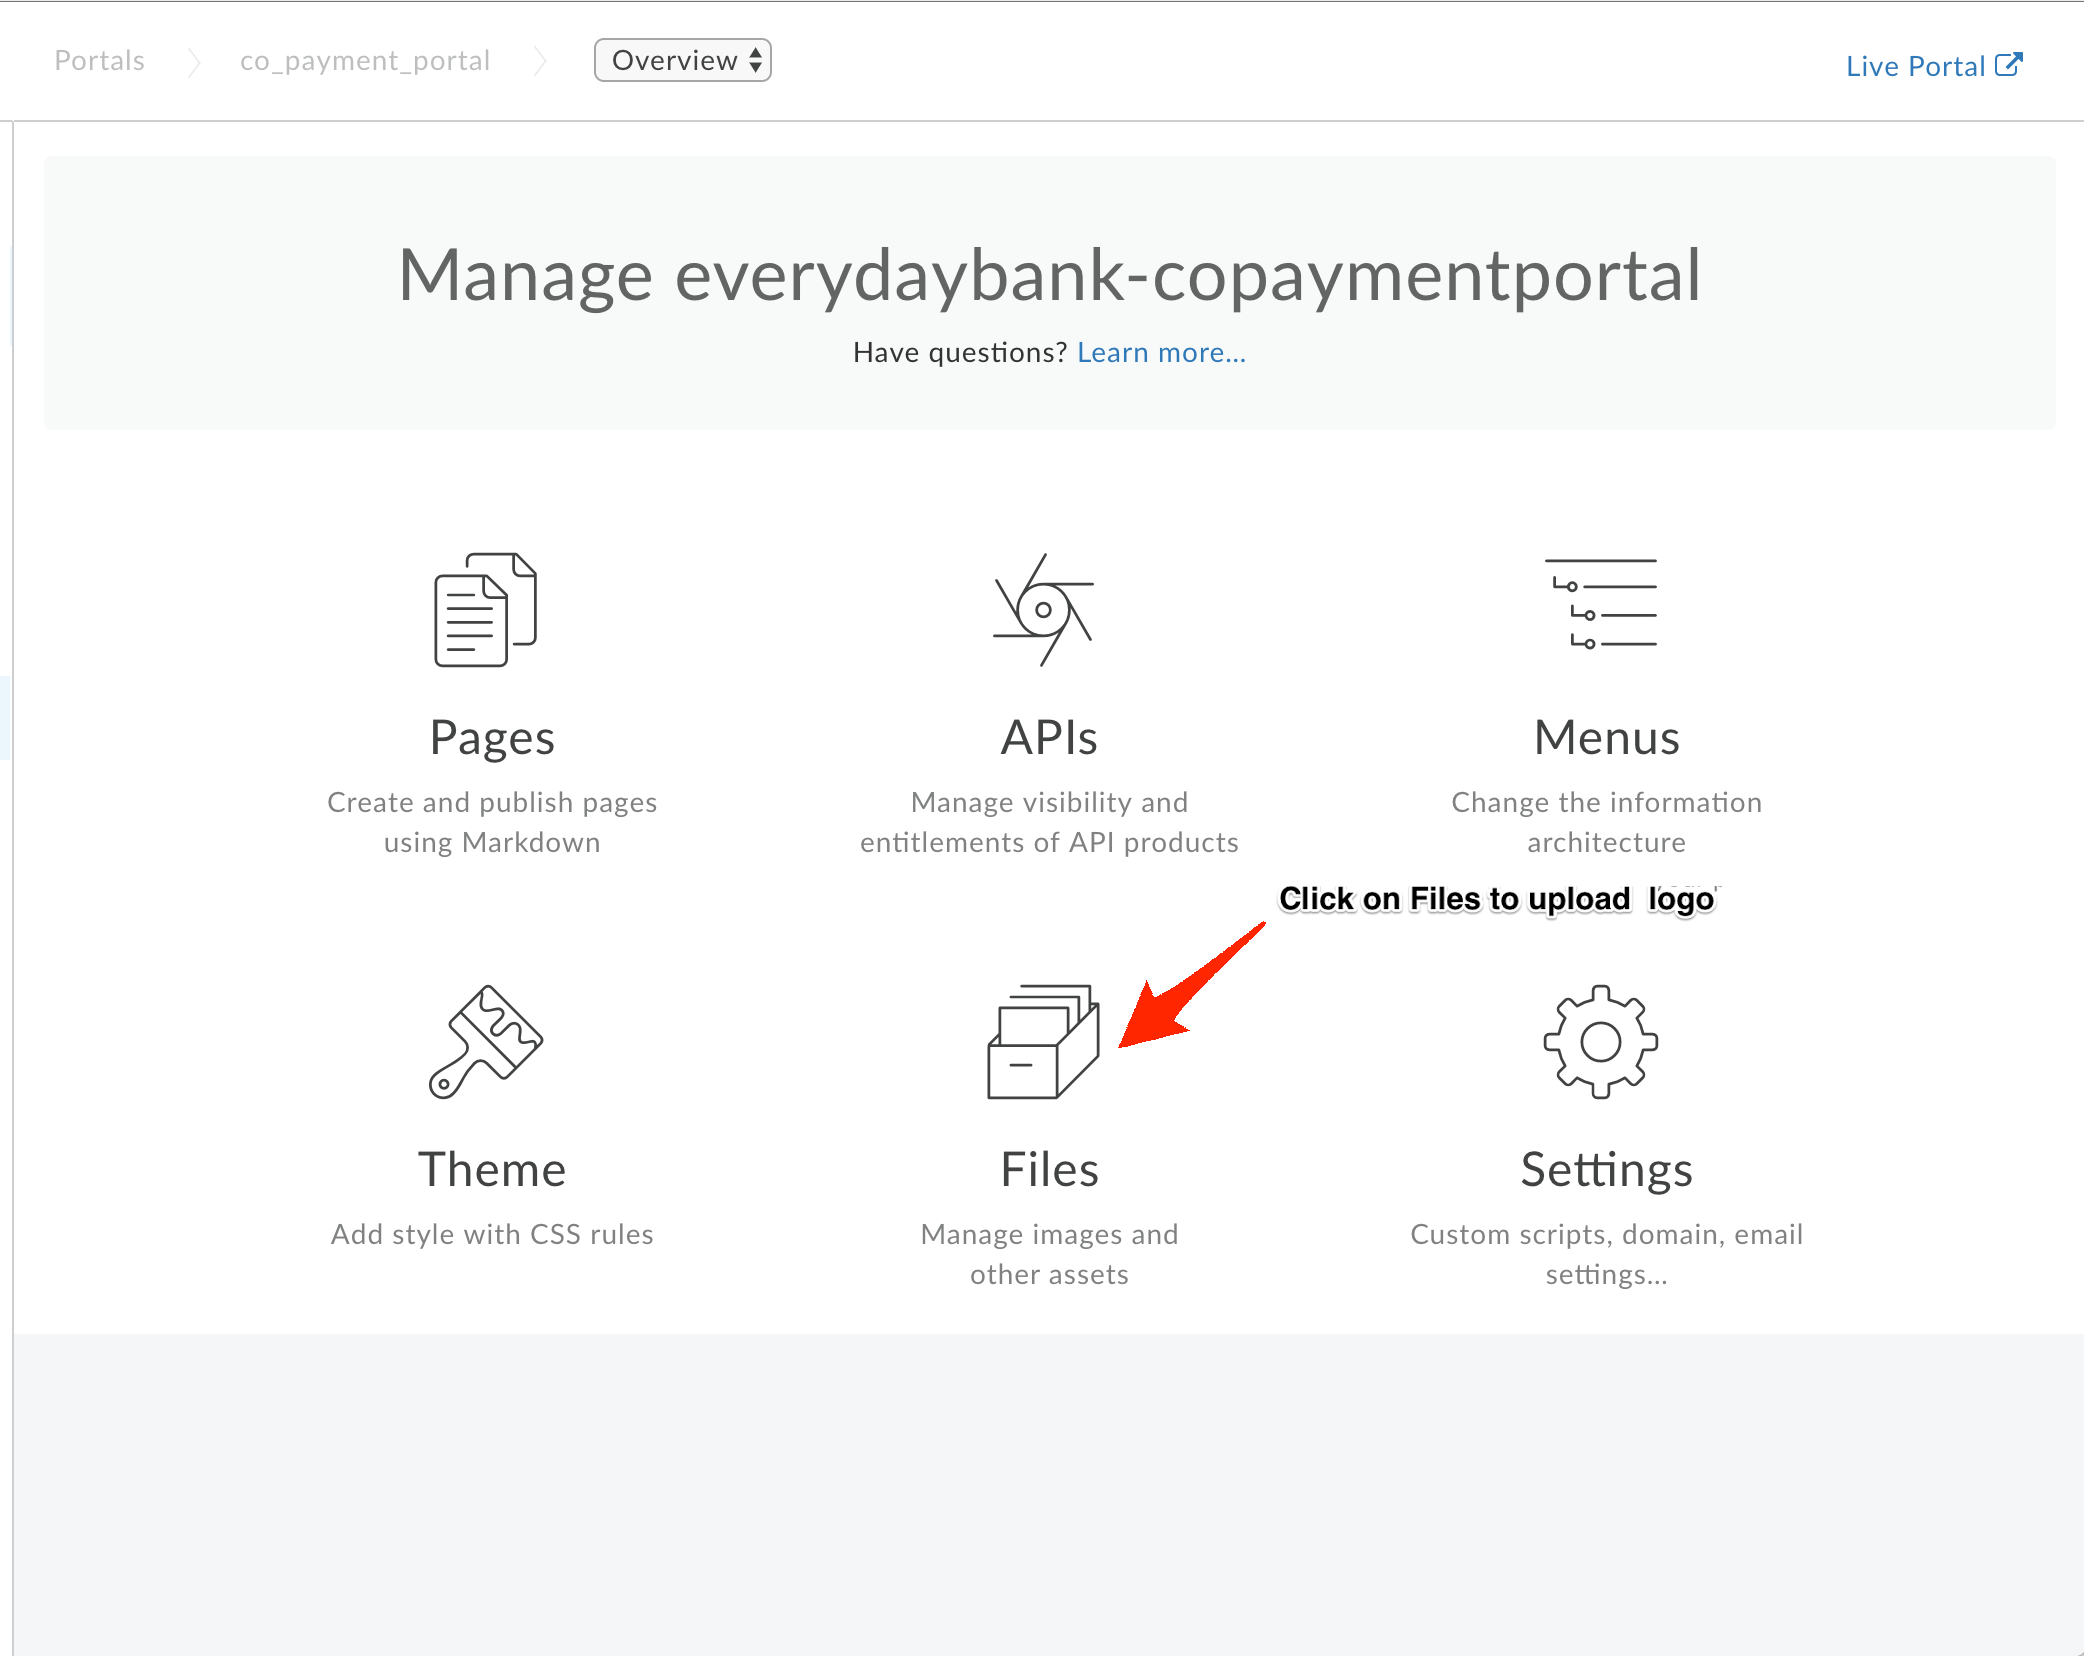 Portals
co_payment_portal
Overview
Live Portal
Manage everydaybank-copaymentportal
Have questions? Learn more...
Pages
Create and publish pages
using Markdown
APIs
Manage visibility and
entitlements of API products
Menus
Change the information
architecture
Click on Files to upload logo
Theme
Add style with CSS rules
Files
Manage images and
other assets
Settings
Custom scripts, domain, email
settings...